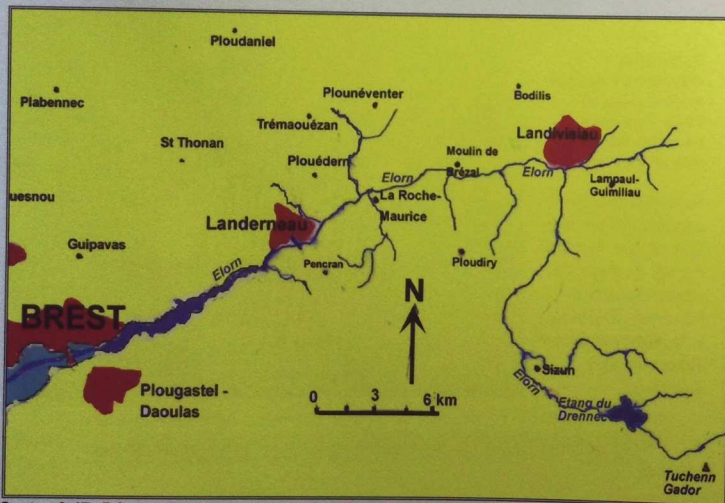 Ploudaniel
Plabennec
Plounéventer
Bodilis
Trémaouézan
Landivisiau
St Thonan
Plouédern
Moulin de
Brézal
Elorn
Elorn
Lampaul-
Guimiliau
uesnou
La Roche-
Maurice
Landerneau
Guipavas
Pencran
Ploudiry
Elorn
N
BREST
Sizun
Plougastel -
Daoulas
0 3 6 km
Elorn
Etang du
Drennec
Tuchenn
Gador